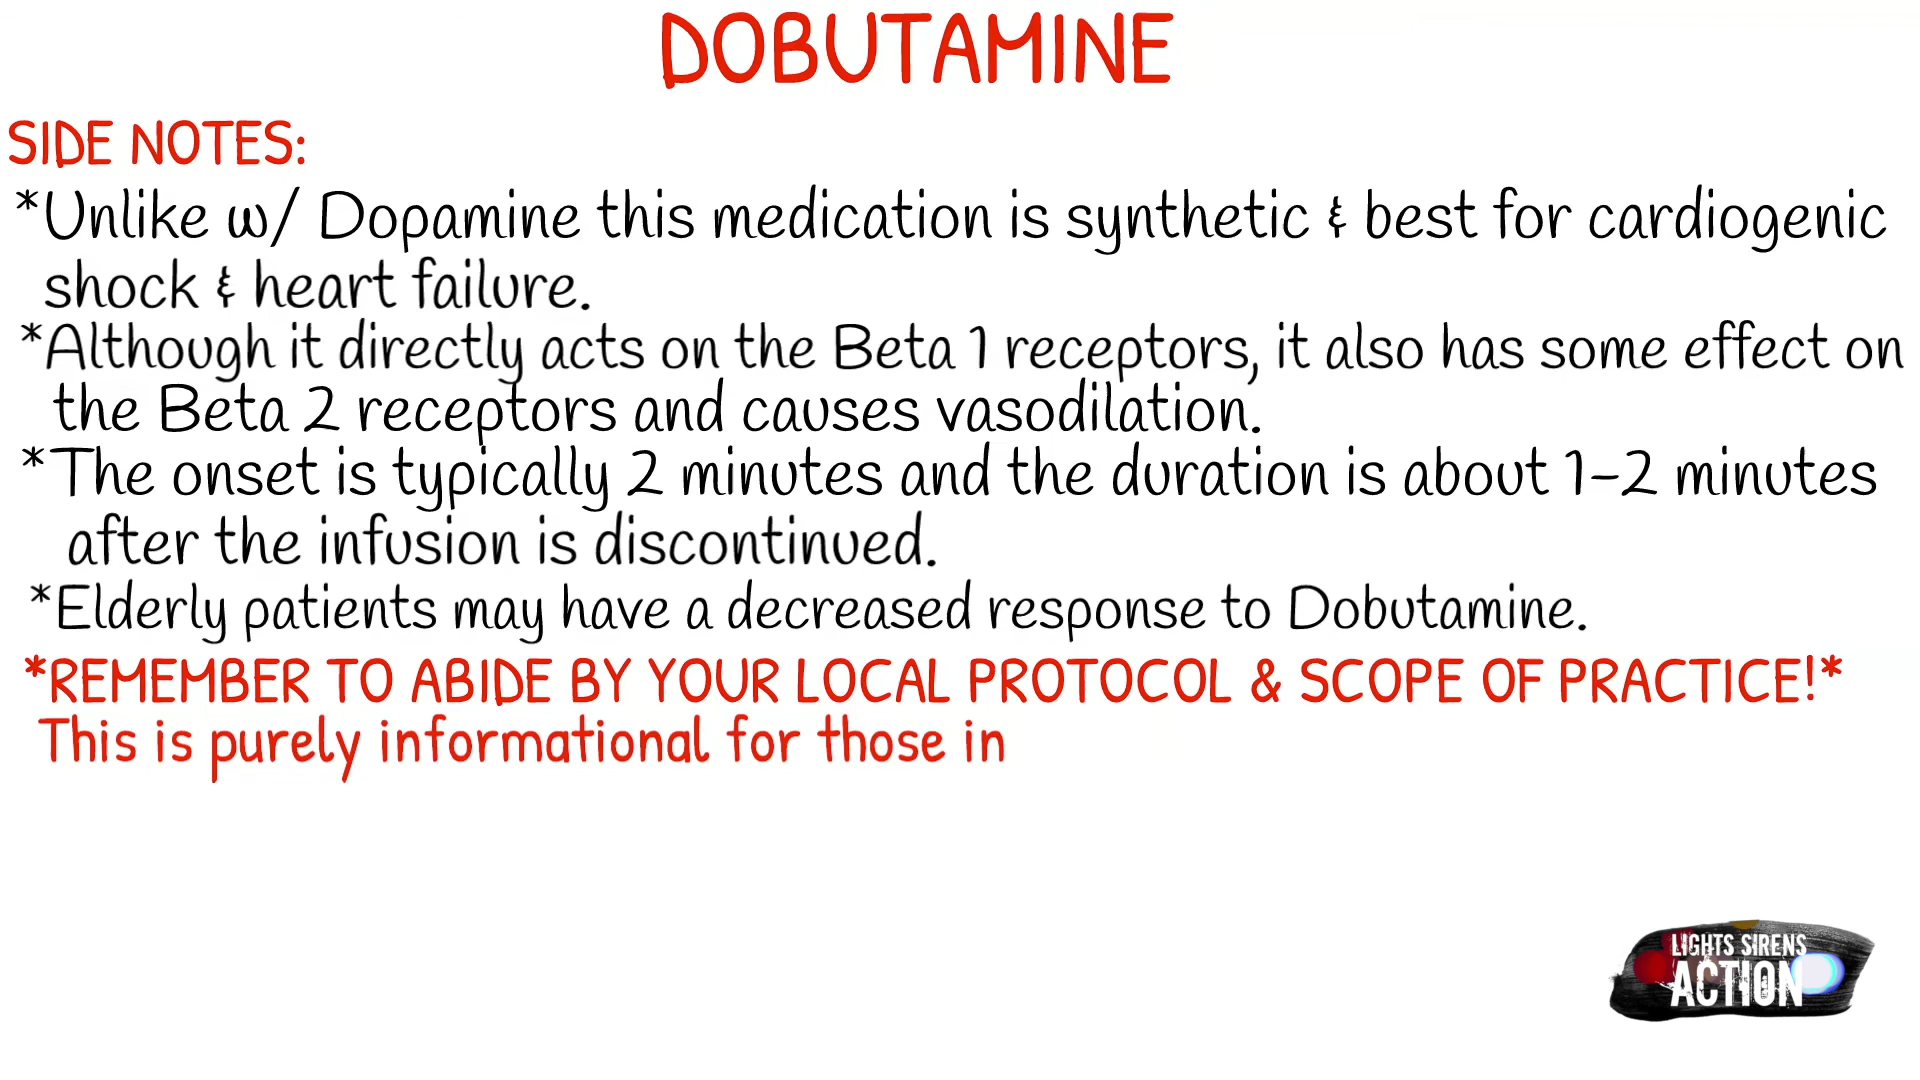 DOBUTAMINE
SIDE NOTES:
*Unlike w/ Dopamine this medication is synthetic & best for cardiogenic
shock & heart failure.
*Although it directly acts on the Beta 1 receptors, it also has some effect on
the Beta 2 receptors and causes vasodilation.
*The onset is typically 2 minutes and the duration is about 1-2 minutes
after the infusion is discontinued.
*Elderly patients may have a decreased response to Dobutamine.
*REMEMBER TO ABIDE BY YOUR LOCAL PROTOCOL & SCOPE OF PRACTICE!*
This is purely informational for those in
LIGHTS SIRENS
ACTION